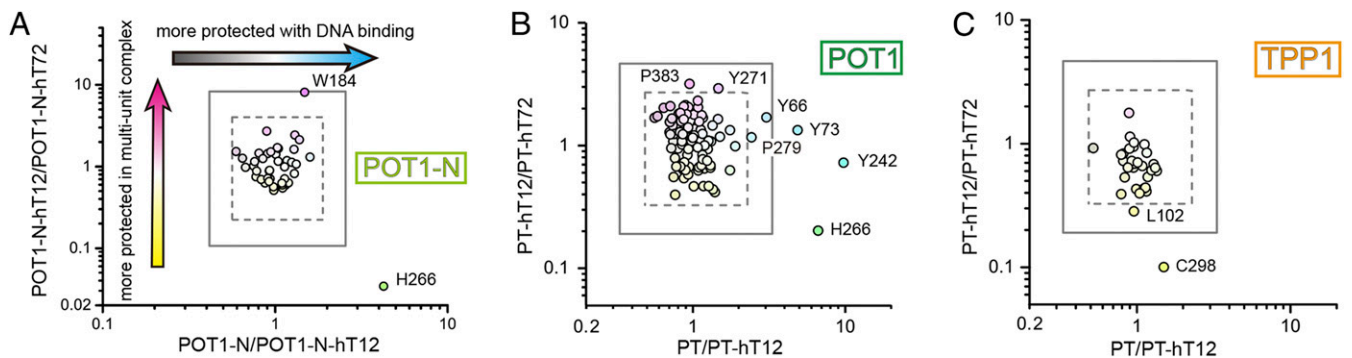 A
POT1-N-hT12/POT1-N-hT72
10
1
0.1
0.02
more protected in multi-unit complex
more protected with DNA binding
W184
POT1-N
H266
0.1
1
10
POT1-N/POT1-N-hT12
B
PT-hT12/PT-hT72
10
1
0.1
POT1
P383
Y271
Y66
Y73
P279
Y242
H266
0.2
1
10
PT/PT-hT12
C
PT-hT12/PT-hT72
10
1
0.1
TPP1
L102
C298
0.2
1
10
PT/PT-hT12